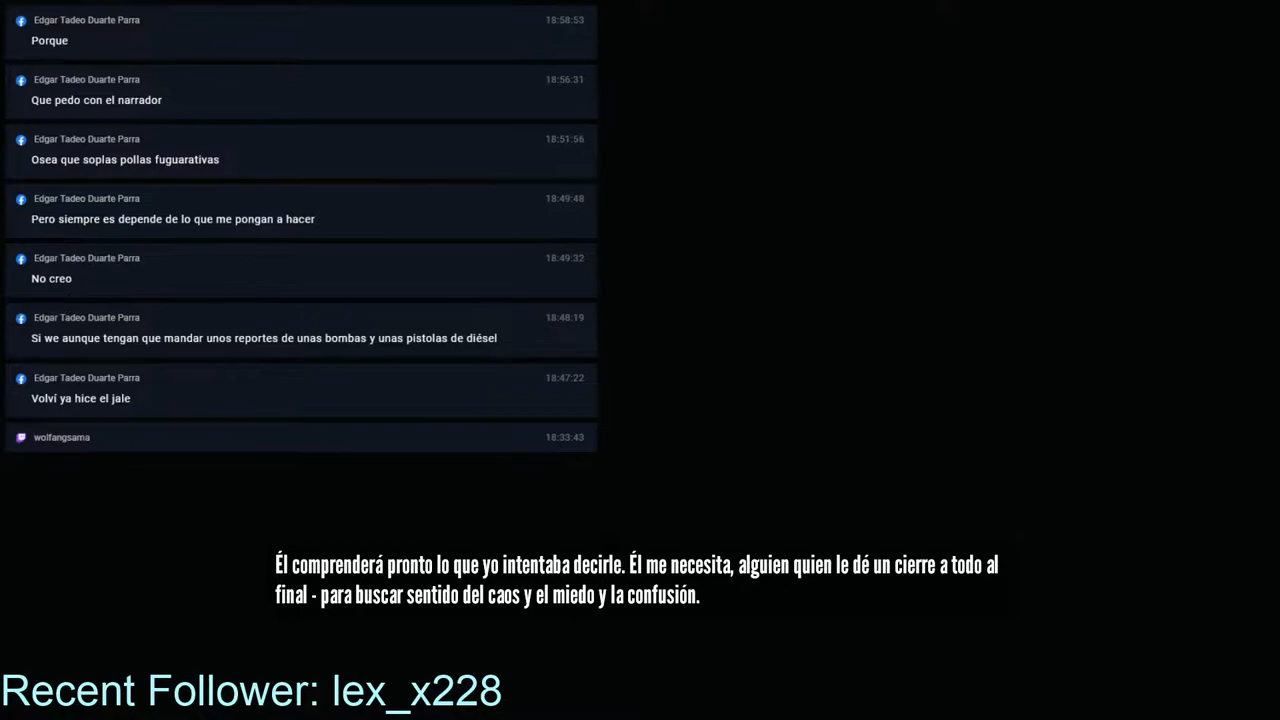 Edgar Tadeo Duarte Parra 18:58:53
Porque
Edgar Tadeo Duarte Parra 18:56:31
Que pedo con el narrador
Edgar Tadeo Duarte Parra 18:51:56
Osea que soplas pollas fuguarativas
Edgar Tadeo Duarte Parra 18:49:48
Pero siempre es depende de lo que me pongan a hacer
Edgar Tadeo Duarte Parra 18:49:32
No creo
Edgar Tadeo Duarte Parra 18:48:19
Si we aunque tengan que mandar unos reportes de unas bombas y unas pistolas de diésel
Edgar Tadeo Duarte Parra 18:47:22
Volví ya hice el jale
wolfangsama 18:33:43
Él comprenderá pronto lo que yo intentaba decirle. Él me necesita, alguien quien le dé un cierre a todo al
final - para buscar sentido del caos y el miedo y la confusión.
Recent Follower: lex_x228